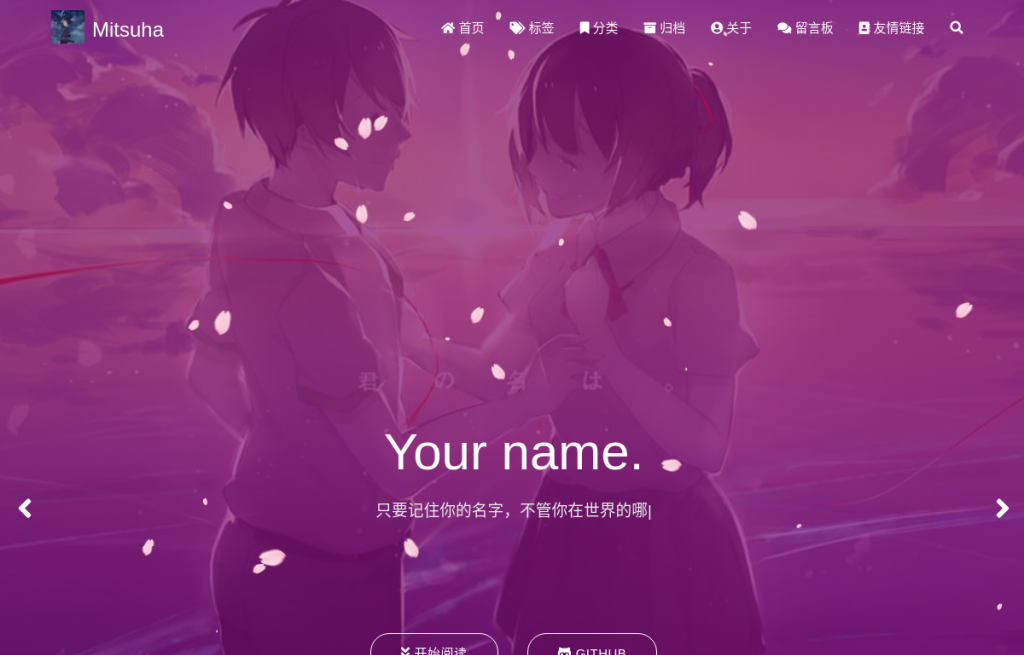 Mitsuha
首页 标签 分类 归档 关于 留言板 友情链接
君 の 名 は 。
Your name.
只要记住你的名字，不管你在世界的哪|
开始阅读 GITHUB